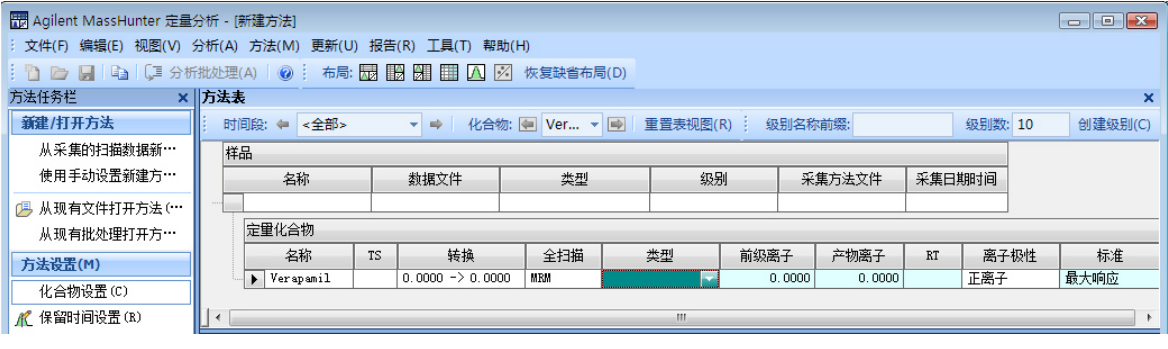 Agilent MassHunter 定量分析 - [新建方法]
文件(F) 编辑(E) 视图(V) 分析(A) 方法(M) 更新(U) 报告(R) 工具(T) 帮助(H)
分析批处理(A) 布局: 恢复缺省布局(D)
方法任务栏 方法表
新建/打开方法 时间段: <全部> 化合物: Ver... 重置表视图(R) 级别名称前缀: 级别数: 10 创建级别(C)
从采集的扫描数据新… 样品
使用手动设置新建方… 名称 数据文件 类型 级别 采集方法文件 采集日期时间
从现有文件打开方法(…
从现有批处理打开方… 定量化合物
方法设置(M) 名称 TS 转换 全扫描 类型 前级离子 产物离子 RT 离子极性 标准
化合物设置(C) Verapamil 0.0000 -> 0.0000 MRM 0.0000 0.0000 正离子 最大响应
保留时间设置(R)